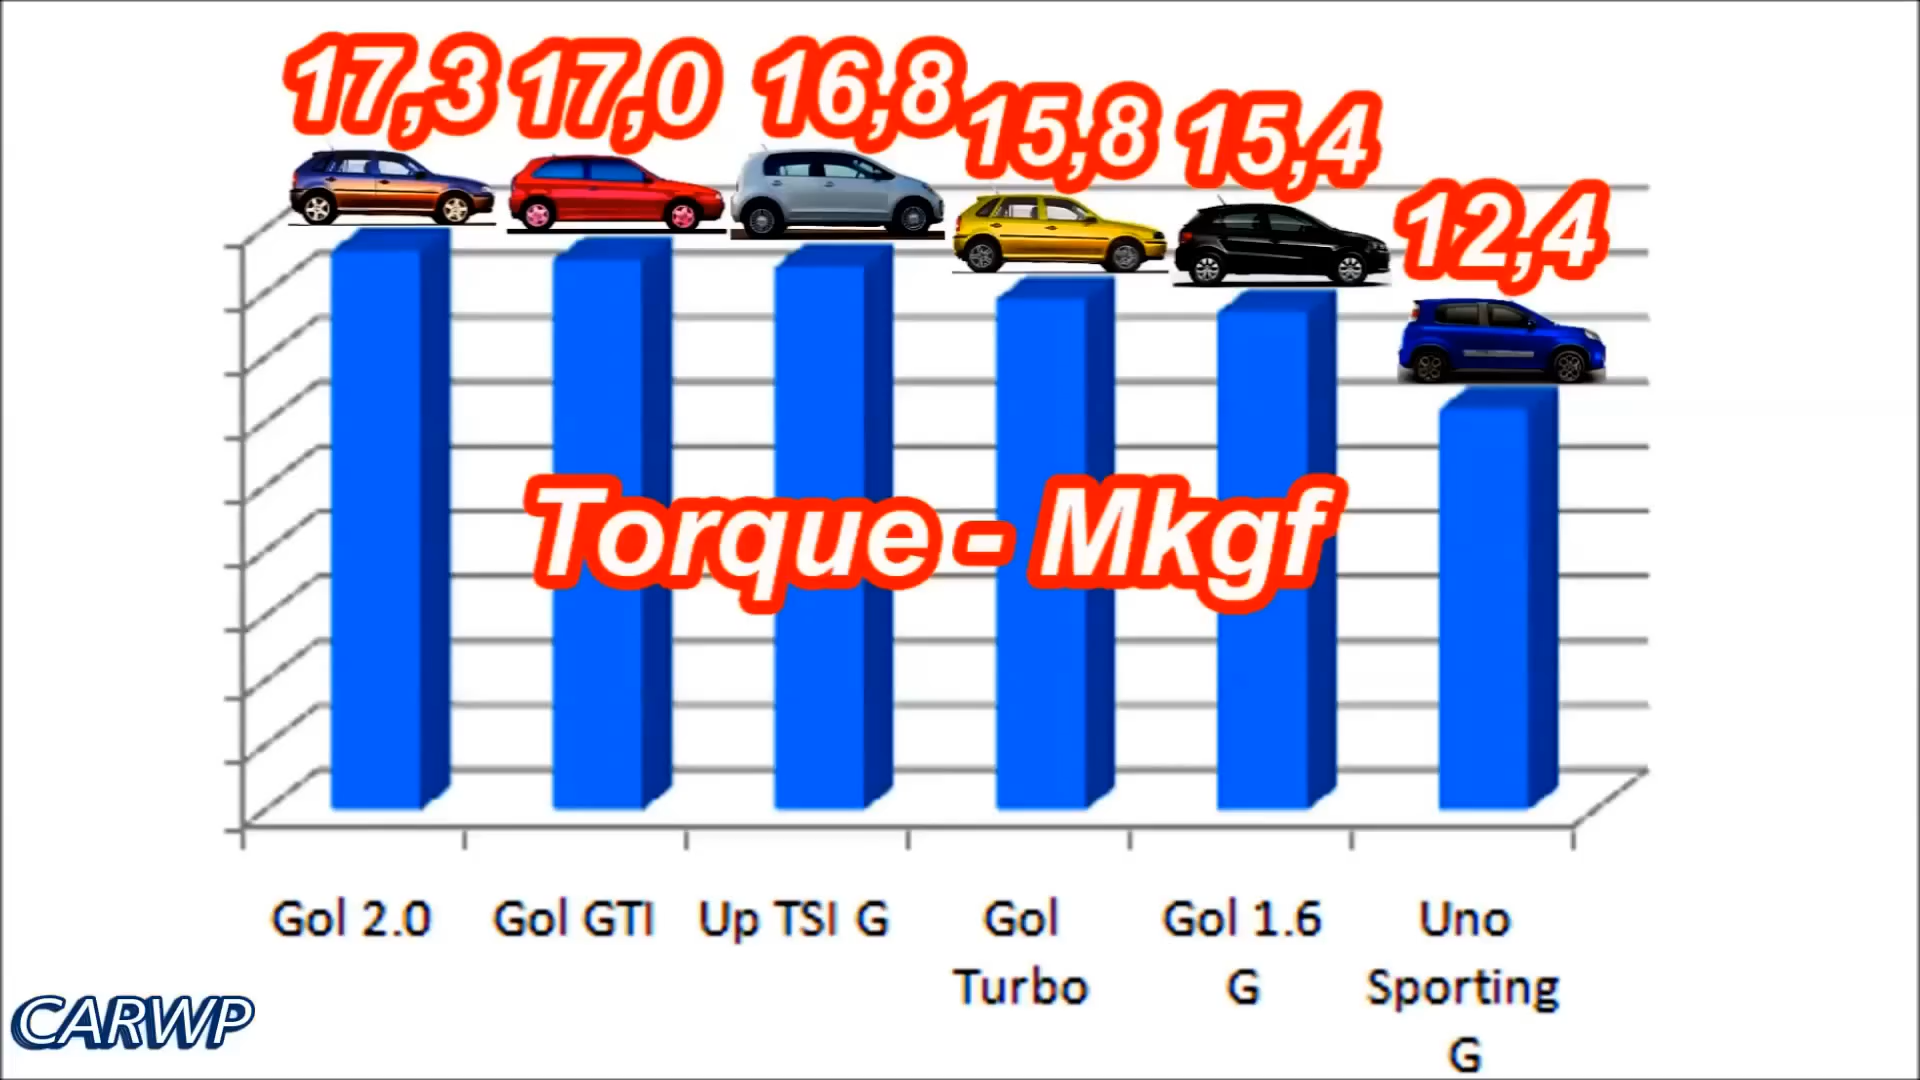 17,3 17,0 16,8 15,8 15,4 12,4
Torque - Mkgf
Gol 2.0 Gol GTI Up TSI G Gol Turbo Gol 1.6 G Uno Sporting G
CARWP